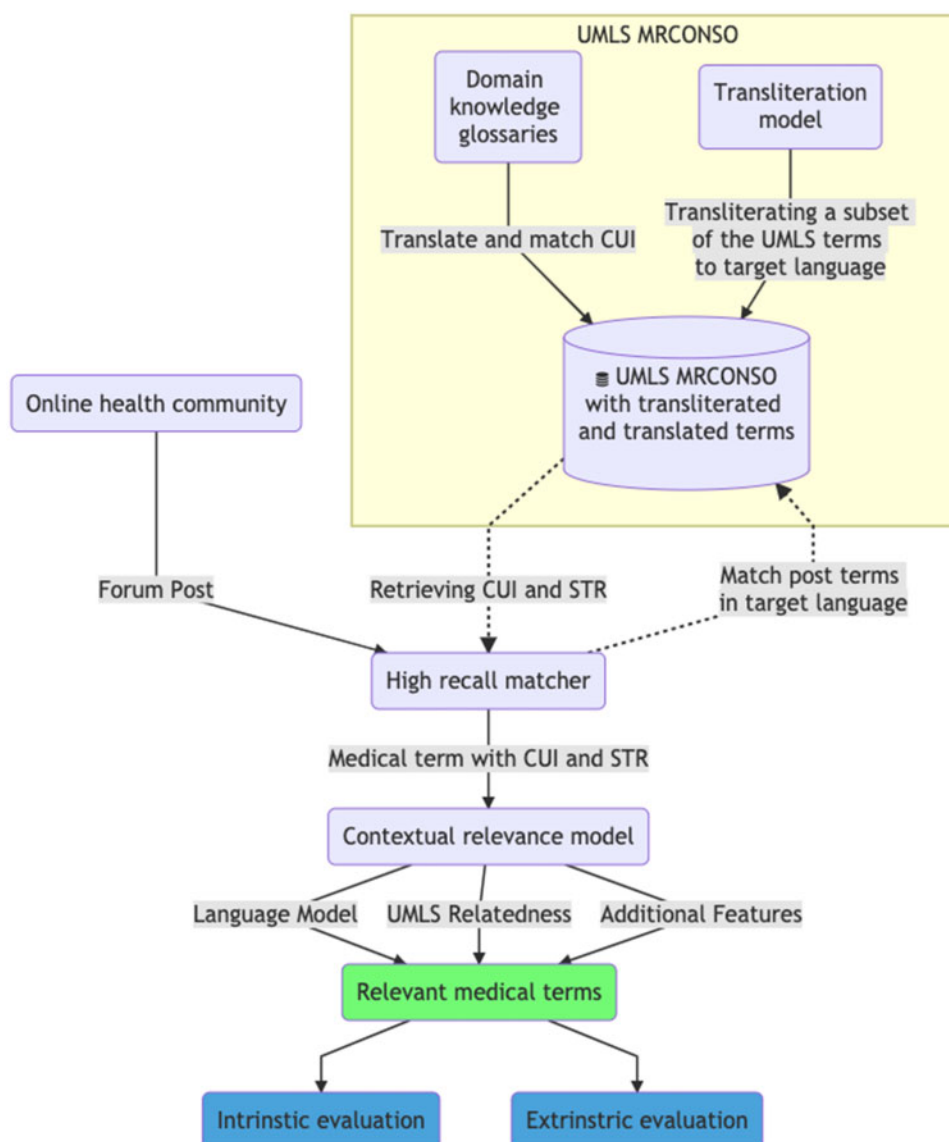 UMLS MRCONSO
Domain
knowledge
glossaries
Transliteration
model
Translate and match CUI
Transliterating a subset
of the UMLS terms
to target language
UMLS MRCONSO
with transliterated
and translated terms
Online health community
Forum Post
Retrieving CUI and STR
Match post terms
in target language
High recall matcher
Medical term with CUI and STR
Contextual relevance model
Language Model
UMLS Relatedness
Additional Features
Relevant medical terms
Intrinstic evaluation
Extrinstric evaluation